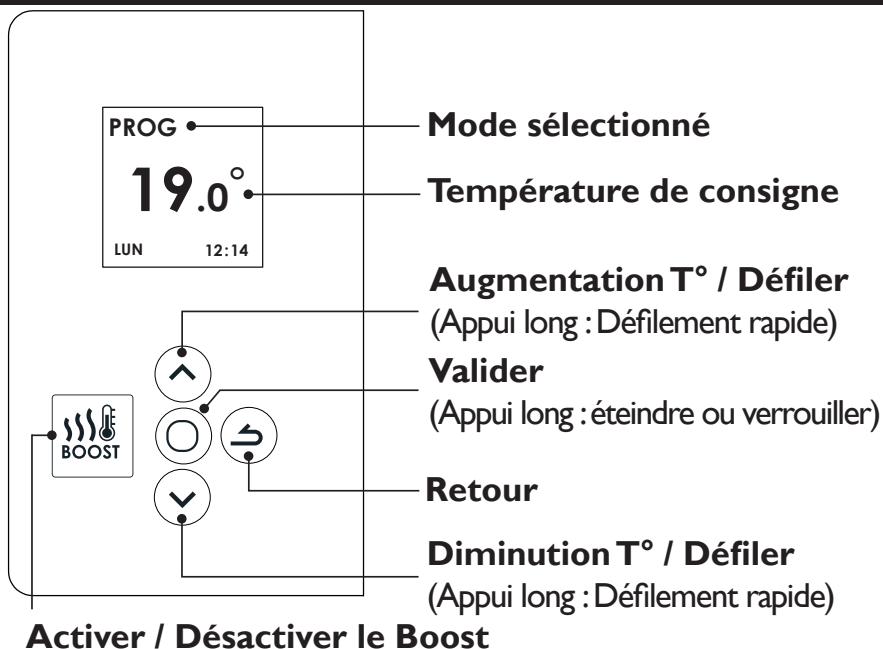 PROG
19.0°
LUN 12:14
BOOST
Mode sélectionné
Température de consigne
Augmentation T° / Défiler
(Appui long : Défilement rapide)
Valider
(Appui long : éteindre ou verrouiller)
Retour
Diminution T° / Défiler
(Appui long : Défilement rapide)
Activer / Désactiver le Boost